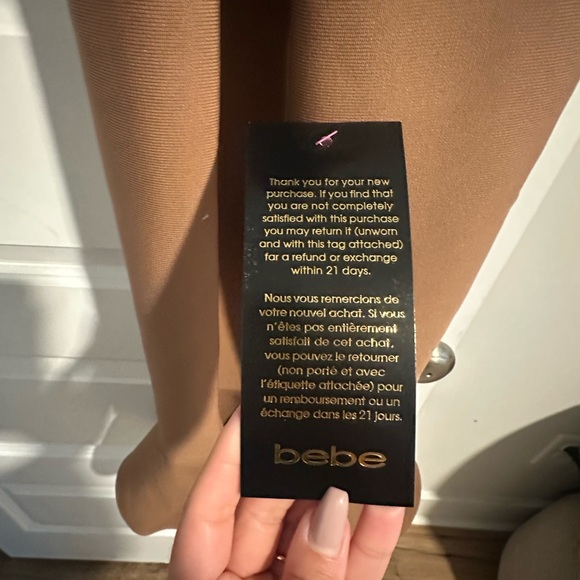 Thank you for your new
purchase. If you find that
you are not completely
satisfied with this purchase
you may return it (unworn
and with this tag attached)
far a refund or exchange
within 21 days.
Nous vous remercions de
votre nouvel achat. Si vous
n'êtes pas entièrement
satisfait de cet achat,
vous pouvez le retourner
(non porié et avec
l'étiquette attachée) pour
un remboursement ou un
échange dans les 21 jours.
bebe